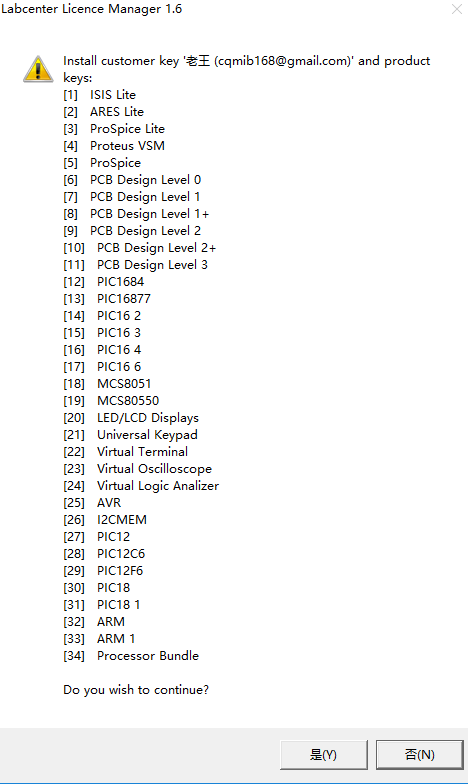 Labcenter Licence Manager 1.6
Install customer key '老王 (cqmib168@gmail.com)' and product
keys:
[1] ISIS Lite
[2] ARES Lite
[3] ProSpice Lite
[4] Proteus VSM
[5] ProSpice
[6] PCB Design Level 0
[7] PCB Design Level 1
[8] PCB Design Level 1+
[9] PCB Design Level 2
[10] PCB Design Level 2+
[11] PCB Design Level 3
[12] PIC1684
[13] PIC16877
[14] PIC16 2
[15] PIC16 3
[16] PIC16 4
[17] PIC16 6
[18] MCS8051
[19] MCS80550
[20] LED/LCD Displays
[21] Universal Keypad
[22] Virtual Terminal
[23] Virtual Oscilloscope
[24] Virtual Logic Analizer
[25] AVR
[26] I2CMEM
[27] PIC12
[28] PIC12C6
[29] PIC12F6
[30] PIC18
[31] PIC18 1
[32] ARM
[33] ARM 1
[34] Processor Bundle
Do you wish to continue?
是(Y) 否(N)